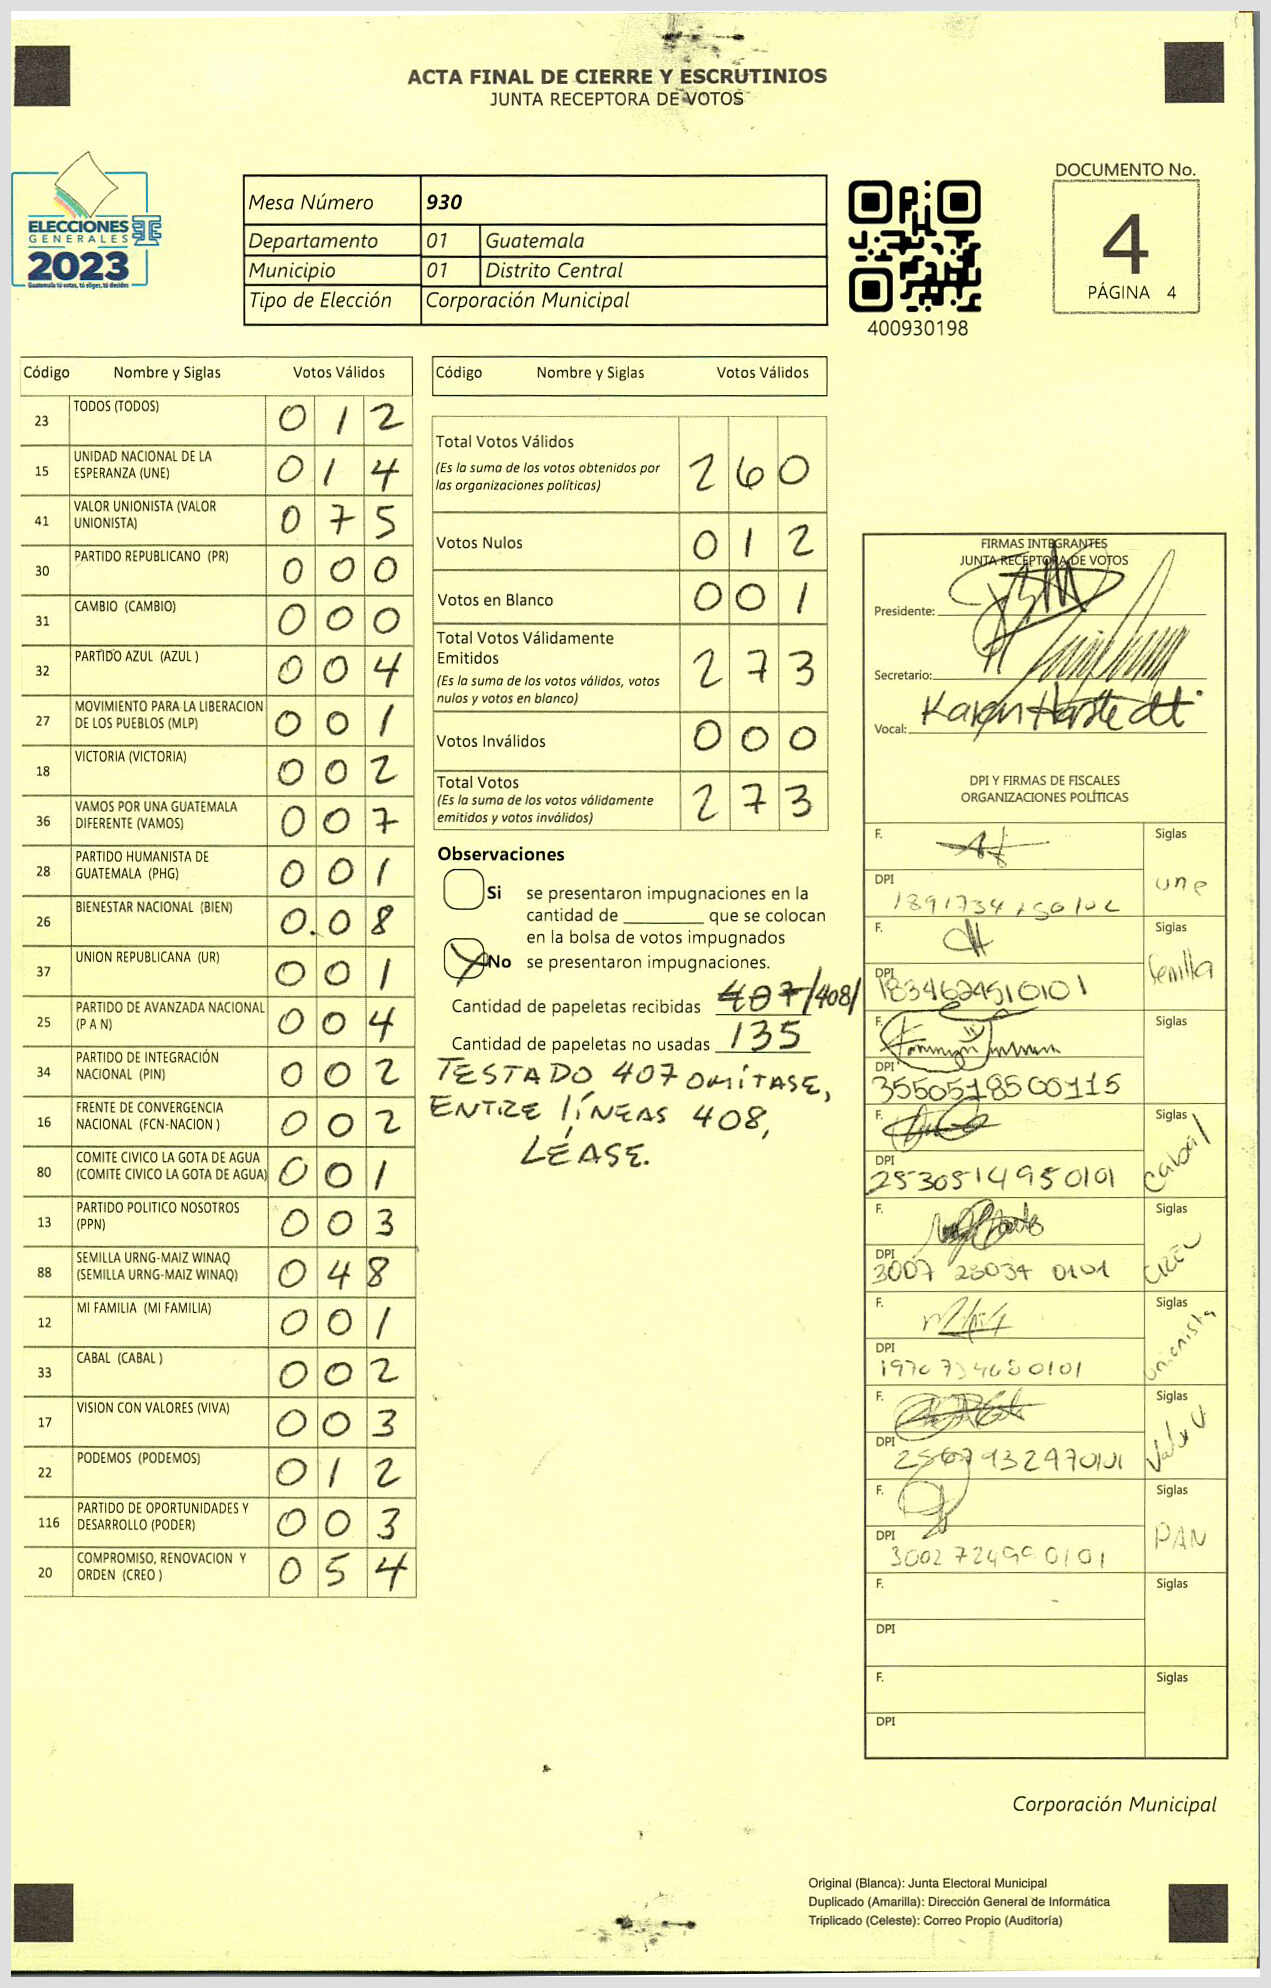 ACTA FINAL DE CIERRE Y ESCRUTINIOS
JUNTA RECEPTORA DE VOTOS
ELECCIONES
GENERALES
2023
Guatemala tú votas, tú eliges, tú decides
Mesa Número 930
Departamento 01 Guatemala
Municipio 01 Distrito Central
Tipo de Elección Corporación Municipal
400930198
DOCUMENTO No.
4
PÁGINA 4
Código Nombre y Siglas Votos Válidos
23 TODOS (TODOS) 0 1 2
15 UNIDAD NACIONAL DE LA
ESPERANZA (UNE) 0 1 4
41 VALOR UNIONISTA (VALOR
UNIONISTA) 0 7 5
30 PARTIDO REPUBLICANO (PR) 0 0 0
31 CAMBIO (CAMBIO) 0 0 0
32 PARTIDO AZUL (AZUL ) 0 0 4
27 MOVIMIENTO PARA LA LIBERACION
DE LOS PUEBLOS (MLP) 0 0 1
18 VICTORIA (VICTORIA) 0 0 2
36 VAMOS POR UNA GUATEMALA
DIFERENTE (VAMOS) 0 0 7
28 PARTIDO HUMANISTA DE
GUATEMALA (PHG) 0 0 1
26 BIENESTAR NACIONAL (BIEN) 0 0 8
37 UNION REPUBLICANA (UR) 0 0 1
25 PARTIDO DE AVANZADA NACIONAL
(P A N) 0 0 4
34 PARTIDO DE INTEGRACIÓN
NACIONAL (PIN) 0 0 2
16 FRENTE DE CONVERGENCIA
NACIONAL (FCN-NACION ) 0 0 2
80 COMITE CIVICO LA GOTA DE AGUA
(COMITE CIVICO LA GOTA DE AGUA) 0 0 1
13 PARTIDO POLITICO NOSOTROS
(PPN) 0 0 3
88 SEMILLA URNG-MAIZ WINAQ
(SEMILLA URNG-MAIZ WINAQ) 0 4 8
12 MI FAMILIA (MI FAMILIA) 0 0 1
33 CABAL (CABAL ) 0 0 2
17 VISION CON VALORES (VIVA) 0 0 3
22 PODEMOS (PODEMOS) 0 1 2
116 PARTIDO DE OPORTUNIDADES Y
DESARROLLO (PODER) 0 0 3
20 COMPROMISO, RENOVACION Y
ORDEN (CREO ) 0 5 4
Código Nombre y Siglas Votos Válidos
Total Votos Válidos 2 6 0
(Es la suma de los votos obtenidos por
las organizaciones políticas)
Votos Nulos 0 1 2
Votos en Blanco 0 0 1
Total Votos Válidamente
Emitidos 2 7 3
(Es la suma de los votos válidos, votos
nulos y votos en blanco)
Votos Inválidos 0 0 0
Total Votos 2 7 3
(Es la suma de los votos válidamente
emitidos y votos inválidos)
Observaciones
Si se presentaron impugnaciones en la
cantidad de ________ que se colocan
en la bolsa de votos impugnados
No se presentaron impugnaciones.
Cantidad de papeletas recibidas 407/408/
Cantidad de papeletas no usadas 135
TESTADO 407 OMÍTASE,
ENTRE LÍNEAS 408,
LÉASE.
FIRMAS INTEGRANTES
JUNTA RECEPTORA DE VOTOS
Presidente:
Secretario:
Vocal: Karen
DPI Y FIRMAS DE FISCALES
ORGANIZACIONES POLÍTICAS
F. Siglas
DPI une
F. Siglas
DPI 1834624510101 Semilla
F. Siglas
DPI 3550518500115
F. Siglas
DPI 2530514950101 Cabal
F. Siglas
DPI 3007 23034 0101 CREO
F. Siglas
DPI unionista
F. Siglas
DPI
F. Siglas
DPI PAN
F. Siglas
DPI
F. Siglas
DPI
Corporación Municipal
Original (Blanca): Junta Electoral Municipal
Duplicado (Amarilla): Dirección General de Informática
Triplicado (Celeste): Correo Propio (Auditoría)